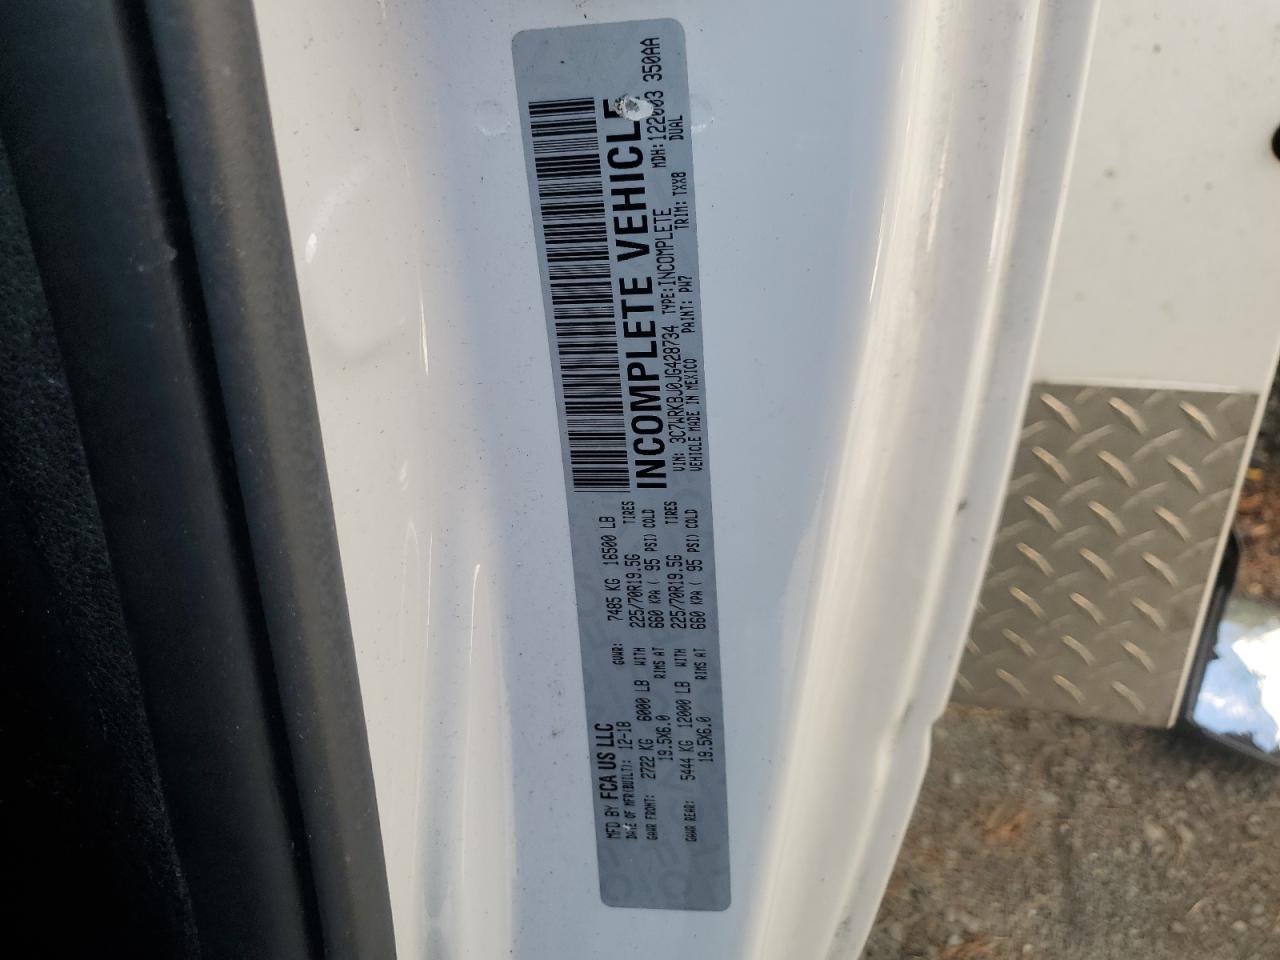 MFD BY FCA US LLC
DATE OF MFR(BUILT): 12-18 GVWR: 7485 KG 16500 LB
GAWR FRONT: 2722 KG 6000 LB WITH 225/70R19.5G TIRES
19.5X6.0 RIMS AT 660 KPA ( 95 PSI) COLD
GAWR REAR: 5444 KG 12000 LB WITH 225/70R19.5G TIRES
19.5X6.0 RIMS AT 660 KPA ( 95 PSI) COLD
INCOMPLETE VEHICLE
MDH: 350AA
VIN: 3C7WRKBJ0JG428734 TYPE:INCOMPLETE DUAL
VEHICLE MADE IN MEXICO PAINT: PW7 TRIM: TXX8